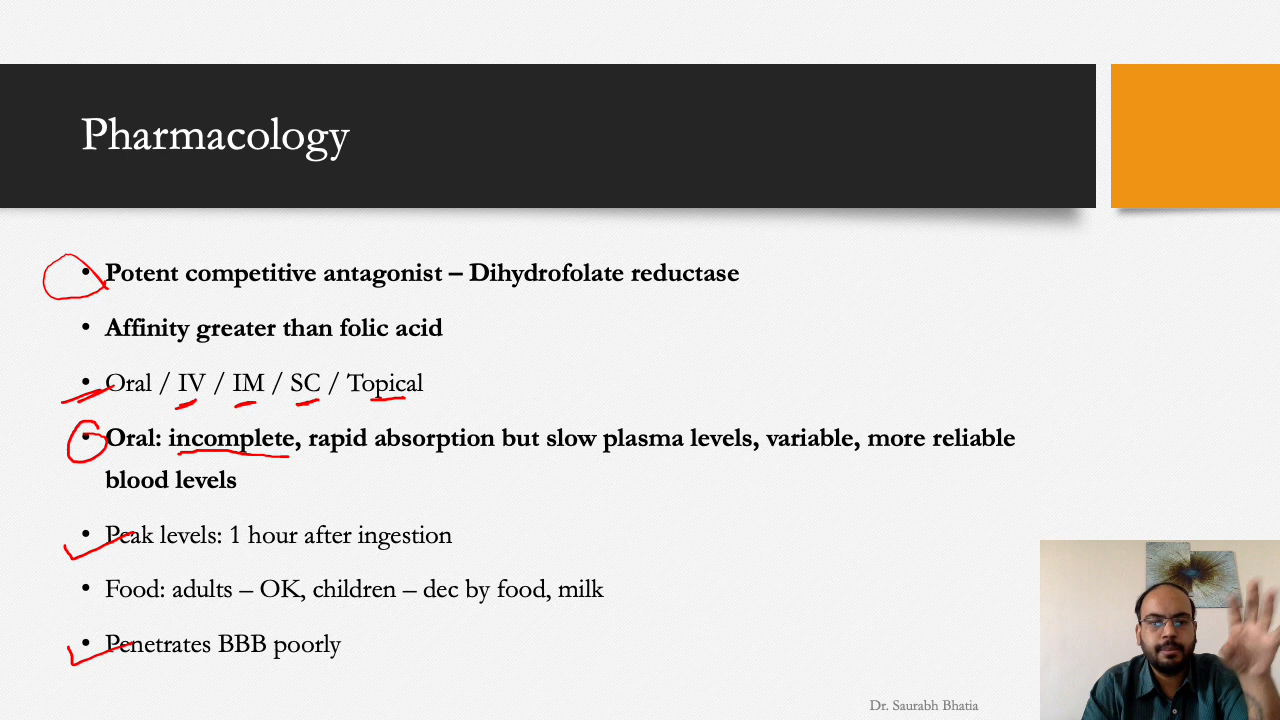 Pharmacology
• Potent competitive antagonist – Dihydrofolate reductase
• Affinity greater than folic acid
• Oral / IV / IM / SC / Topical
• Oral: incomplete, rapid absorption but slow plasma levels, variable, more reliable
blood levels
• Peak levels: 1 hour after ingestion
• Food: adults – OK, children – dec by food, milk
• Penetrates BBB poorly
Dr. Saurabh Bhatia